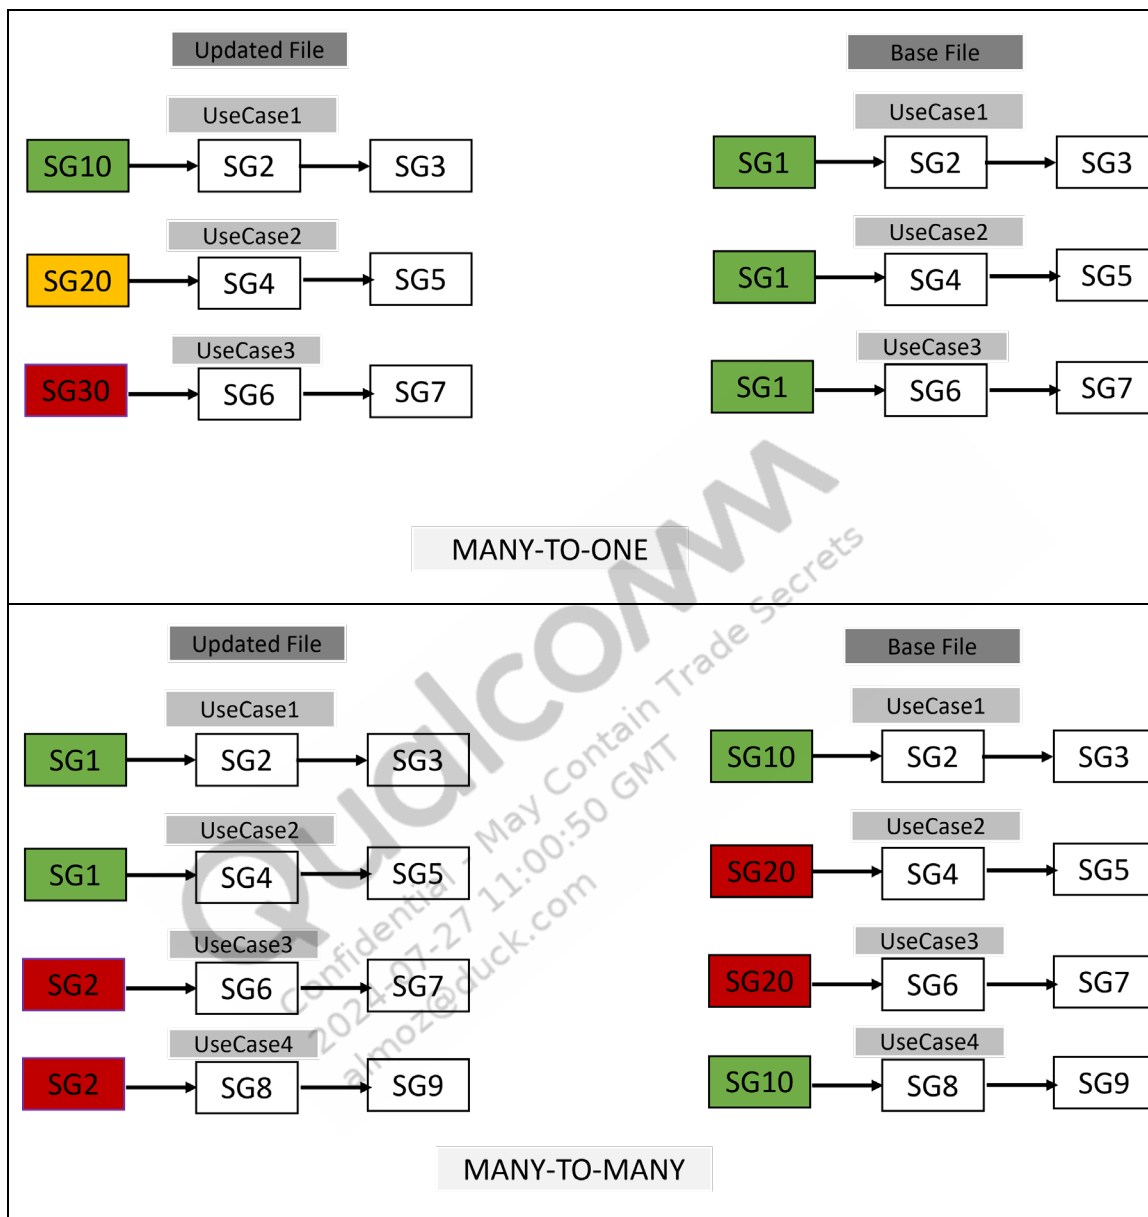 Updated File
Base File
UseCase1
UseCase1
SG10 SG2 SG3
SG1 SG2 SG3
UseCase2
UseCase2
SG20 SG4 SG5
SG1 SG4 SG5
UseCase3
UseCase3
SG30 SG6 SG7
SG1 SG6 SG7
MANY-TO-ONE
Updated File
Base File
UseCase1
UseCase1
SG1 SG2 SG3
SG10 SG2 SG3
UseCase2
UseCase2
SG1 SG4 SG5
SG20 SG4 SG5
UseCase3
UseCase3
SG2 SG6 SG7
SG20 SG6 SG7
UseCase4
UseCase4
SG2 SG8 SG9
SG10 SG8 SG9
MANY-TO-MANY
Qualcomm
Confidential - May Contain Trade Secrets
2024-07-27 11:00:50 GMT
almoz@duck.com